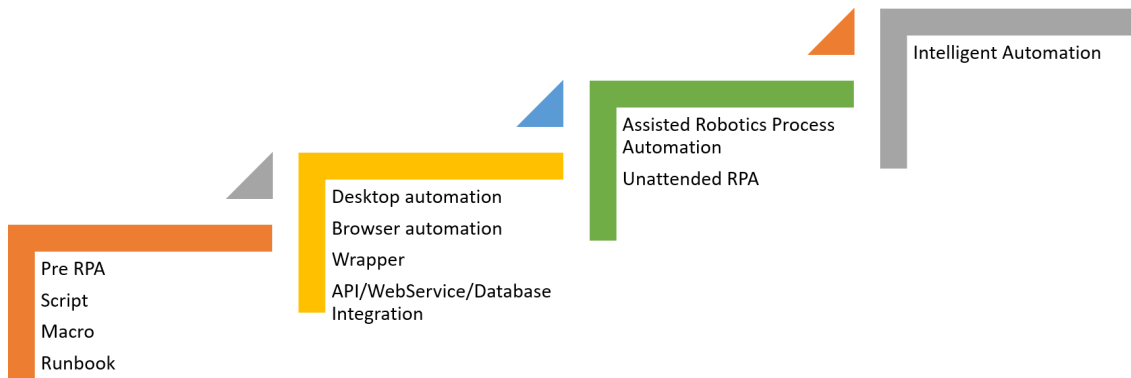 Pre RPA
Script
Macro
Runbook
Desktop automation
Browser automation
Wrapper
API/WebService/Database
Integration
Assisted Robotics Process
Automation
Unattended RPA
Intelligent Automation